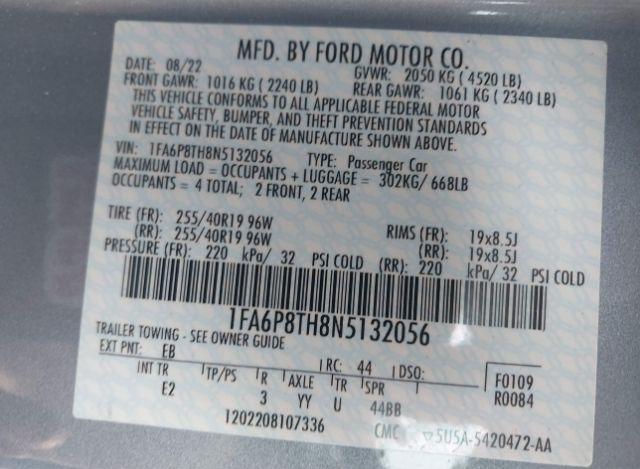 MFD. BY FORD MOTOR CO.
DATE: 08/22 GVWR: 2050 KG ( 4520 LB)
FRONT GAWR: 1016 KG ( 2240 LB) REAR GAWR: 1061 KG ( 2340 LB)
THIS VEHICLE CONFORMS TO ALL APPLICABLE FEDERAL MOTOR
VEHICLE SAFETY, BUMPER, AND THEFT PREVENTION STANDARDS
IN EFFECT ON THE DATE OF MANUFACTURE SHOWN ABOVE.
VIN: 1FA6P8TH8N5132056 TYPE: Passenger Car
MAXIMUM LOAD = OCCUPANTS + LUGGAGE = 302KG/ 668LB
OCCUPANTS = 4 TOTAL; 2 FRONT, 2 REAR
TIRE (FR): 255/40R19 96W RIMS (FR): 19x8.5J
(RR): 255/40R19 96W (RR): 19x8.5J
PRESSURE (FR): 220 kPa/ 32 PSI COLD (RR): 220 kPa/ 32 PSI COLD
1FA6P8TH8N5132056
TRAILER TOWING - SEE OWNER GUIDE
EXT PNT: EB RC: 44 DSO: F0109
INT TR TP/PS R AXLE TR SPR R0084
E2 3 YY U 44BB
1202208107336 CMC 5U5A-5420472-AA